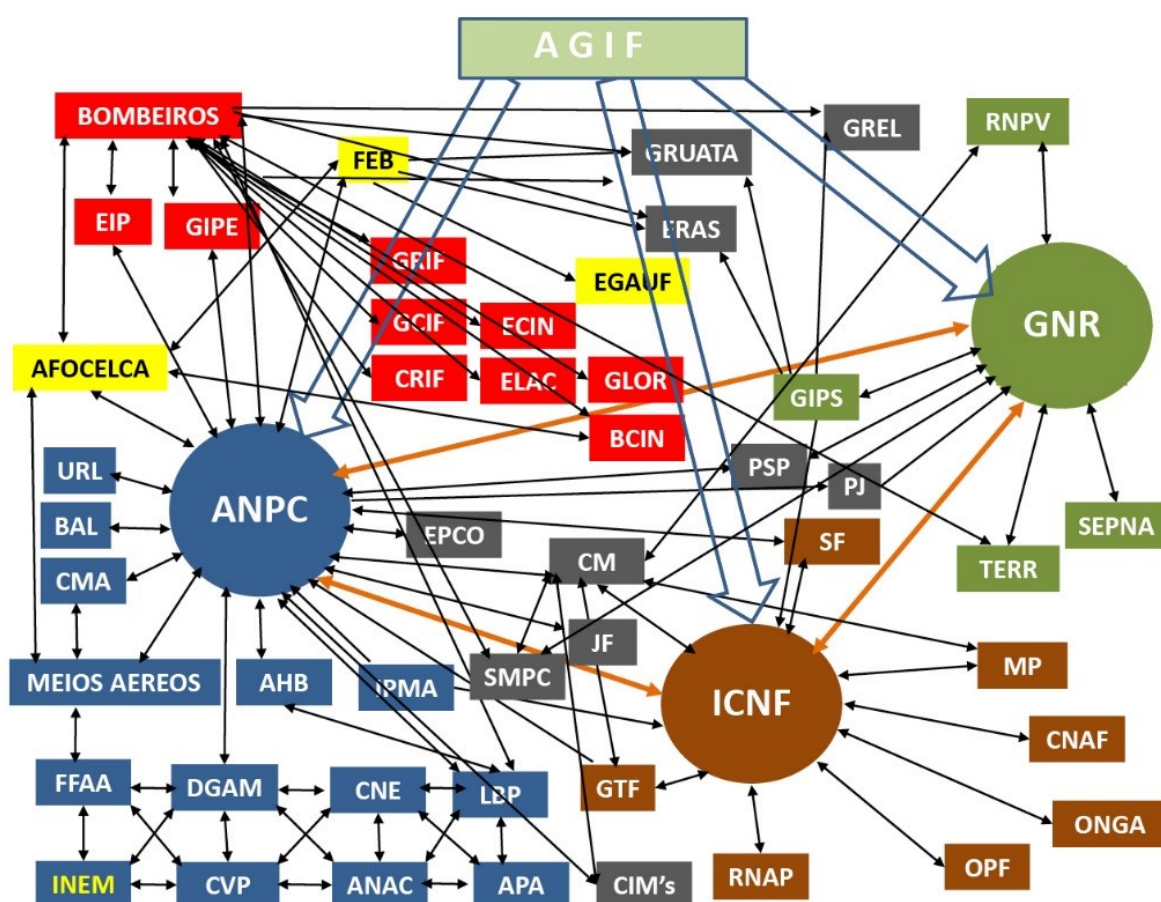 A G I F
BOMBEIROS
GREL
RNPV
FEB
GRUATA
EIP
GIPE
ERAS
GRIF
EGAUF
GCIF
ECIN
GNR
AFOCELCA
CRIF
ELAC
GLOR
GIPS
BCIN
URL
PSP
PJ
ANPC
BAL
EPCO
SF
SEPNA
CMA
CM
TERR
JF
MEIOS AEREOS
AHB
IPMA
SMPC
MP
ICNF
CNAF
FFAA
DGAM
CNE
LBP
GTF
ONGA
INEM
CVP
ANAC
APA
CIM's
RNAP
OPF